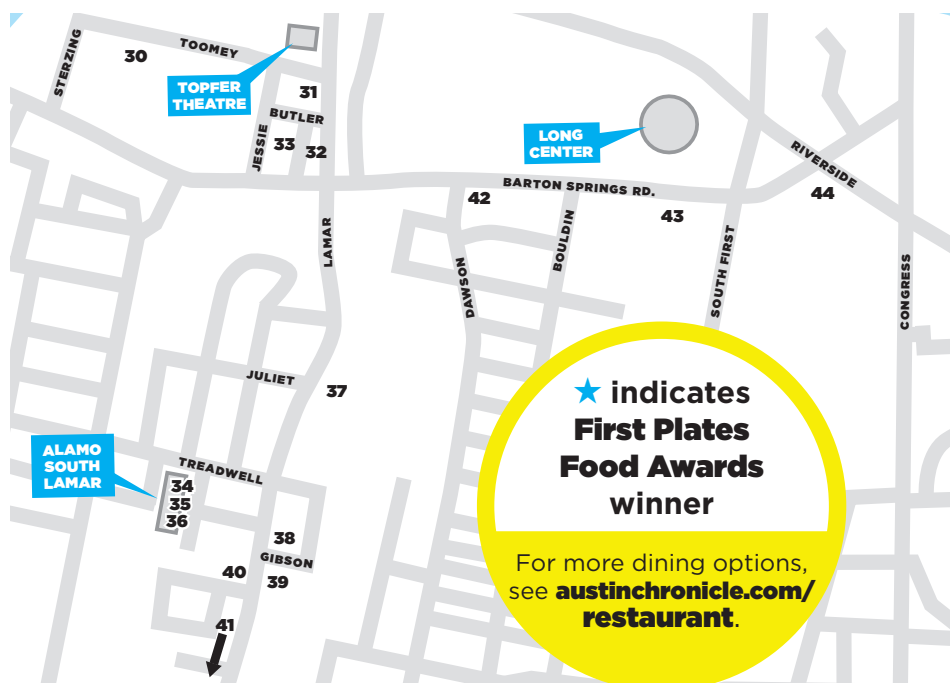 STERZING
30
TOOMEY
TOPFER
THEATRE
31
BUTLER
JESSIE
33
32
LONG
CENTER
RIVERSIDE
BARTON SPRINGS RD.
42
43
44
LAMAR
DAWSON
BOULDIN
SOUTH FIRST
CONGRESS
JULIET
37
ALAMO
SOUTH
LAMAR
TREADWELL
34
35
36
38
GIBSON
40
39
41
★ indicates
First Plates
Food Awards
winner
For more dining options,
see austinchronicle.com/
restaurant.